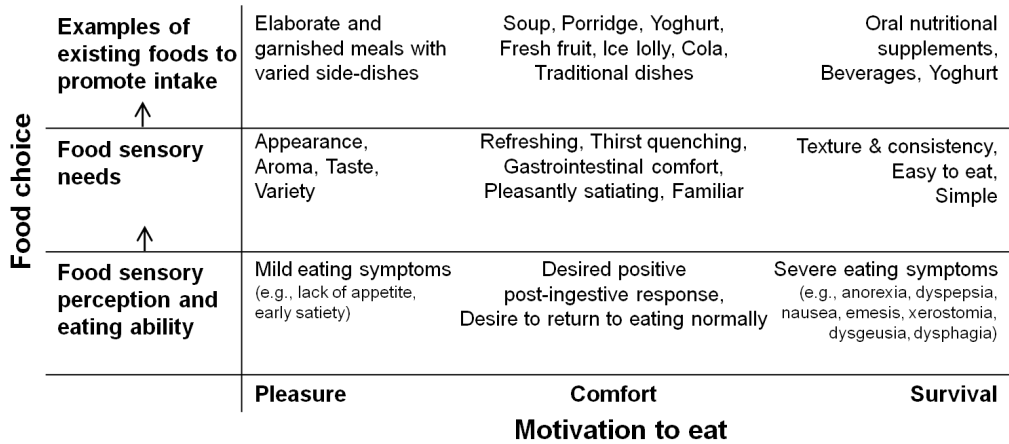 Food choice
Examples of
existing foods to
promote intake
Elaborate and
garnished meals with
varied side-dishes
Soup, Porridge, Yoghurt,
Fresh fruit, Ice lolly, Cola,
Traditional dishes
Oral nutritional
supplements,
Beverages, Yoghurt
Food sensory
needs
Appearance,
Aroma, Taste,
Variety
Refreshing, Thirst quenching,
Gastrointestinal comfort,
Pleasantly satiating, Familiar
Texture & consistency,
Easy to eat,
Simple
Food sensory
perception and
eating ability
Mild eating symptoms
(e.g., lack of appetite,
early satiety)
Desired positive
post-ingestive response,
Desire to return to eating normally
Severe eating symptoms
(e.g., anorexia, dyspepsia,
nausea, emesis, xerostomia,
dysgeusia, dysphagia)
Pleasure
Comfort
Survival
Motivation to eat